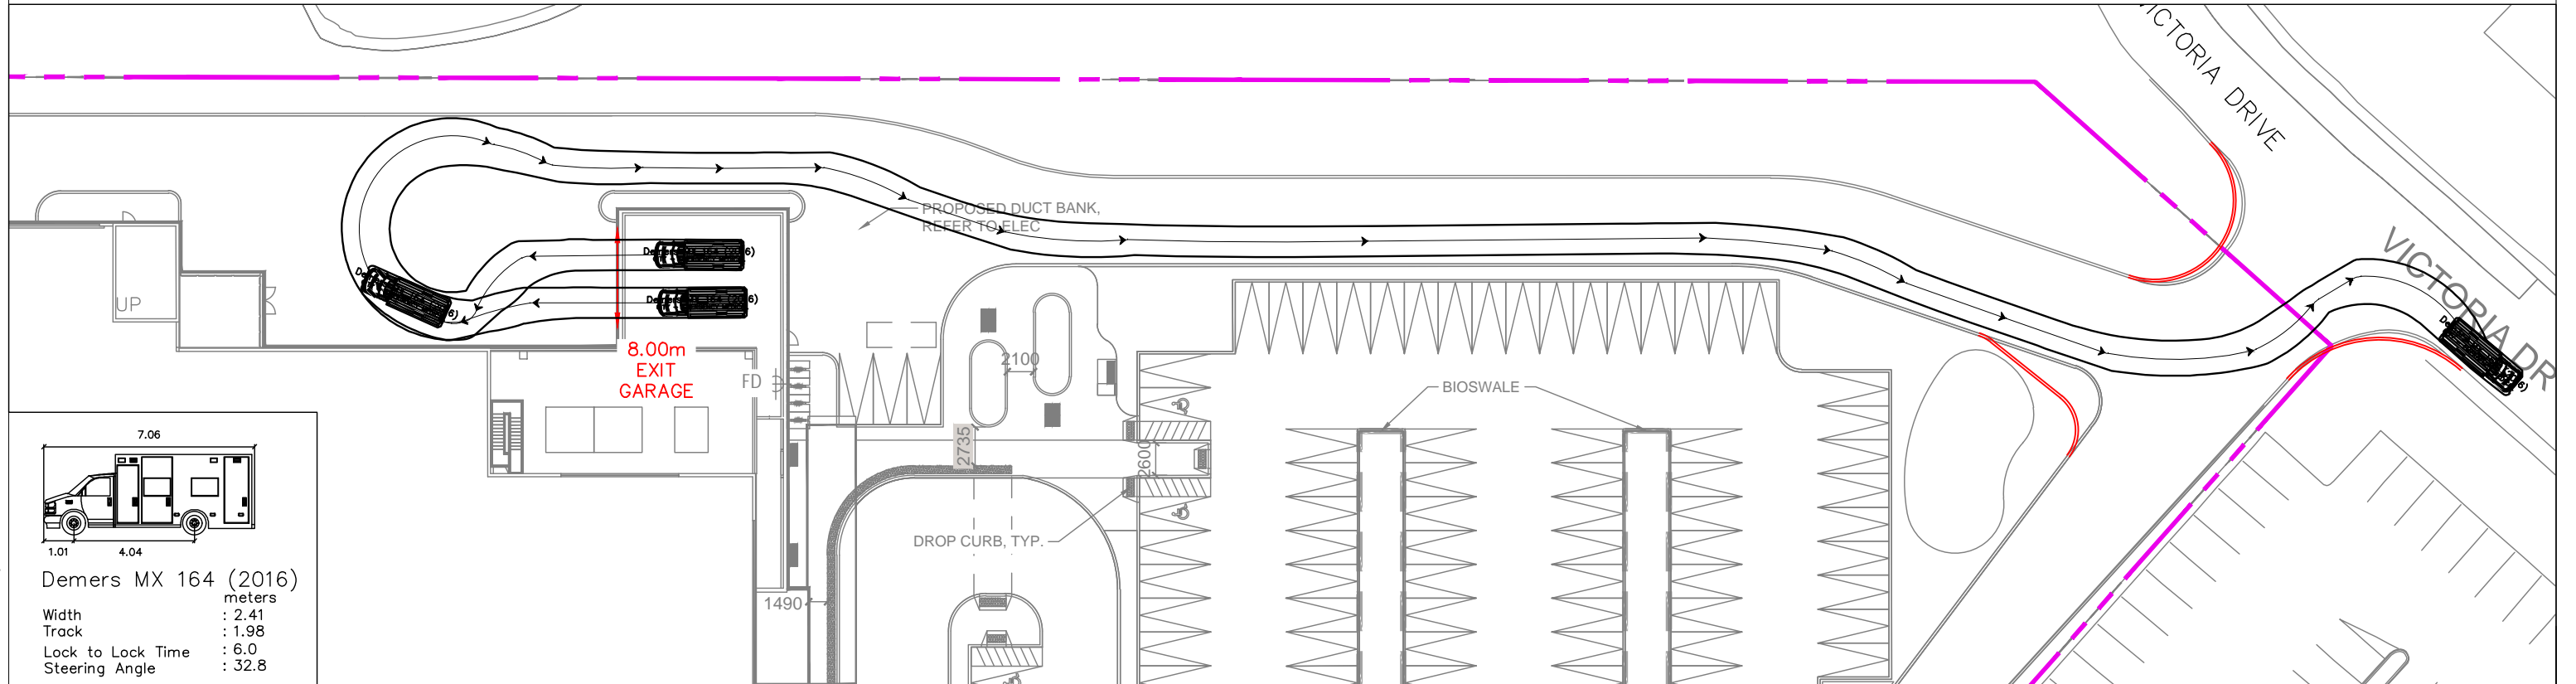 VICTORIA DRIVE
VICTORIA DR
PROPOSED DUCT BANK,
REFER TO ELEC
UP
8.00m
EXIT
GARAGE
FD
2100
2735
2600
BIOSWALE
DROP CURB, TYP.
1490
7.06
1.01
4.04
Demers MX 164 (2016)
meters
Width : 2.41
Track : 1.98
Lock to Lock Time : 6.0
Steering Angle : 32.8